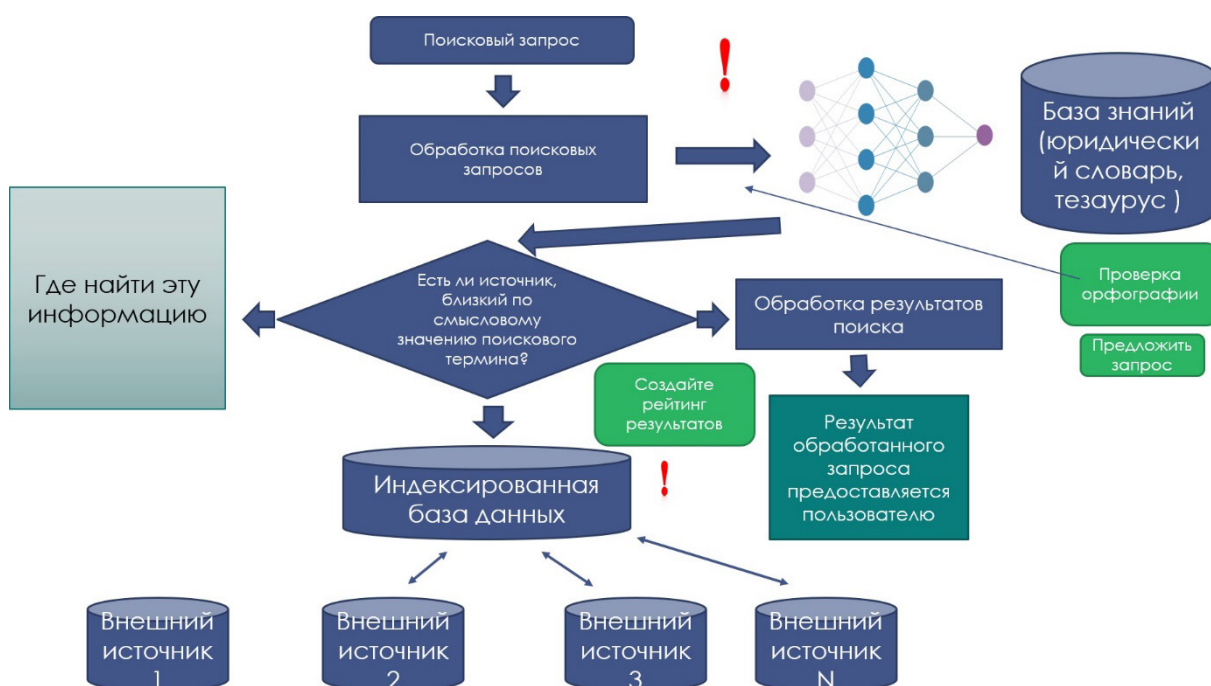 Поисковый запрос
!
Обработка поисковых
запросов
База знаний
(юридически
й словарь,
тезаурус )
Где найти эту
информацию
Есть ли источник,
близкий по
смысловому
значению поискового
термина?
Обработка результатов
поиска
Проверка
орфографии
Предложить
запрос
Создайте
рейтинг
результатов
!
Результат
обработанного
запроса
предоставляется
пользователю
Индексированная
база данных
Внешний
источник
1
Внешний
источник
2
Внешний
источник
3
Внешний
источник
N